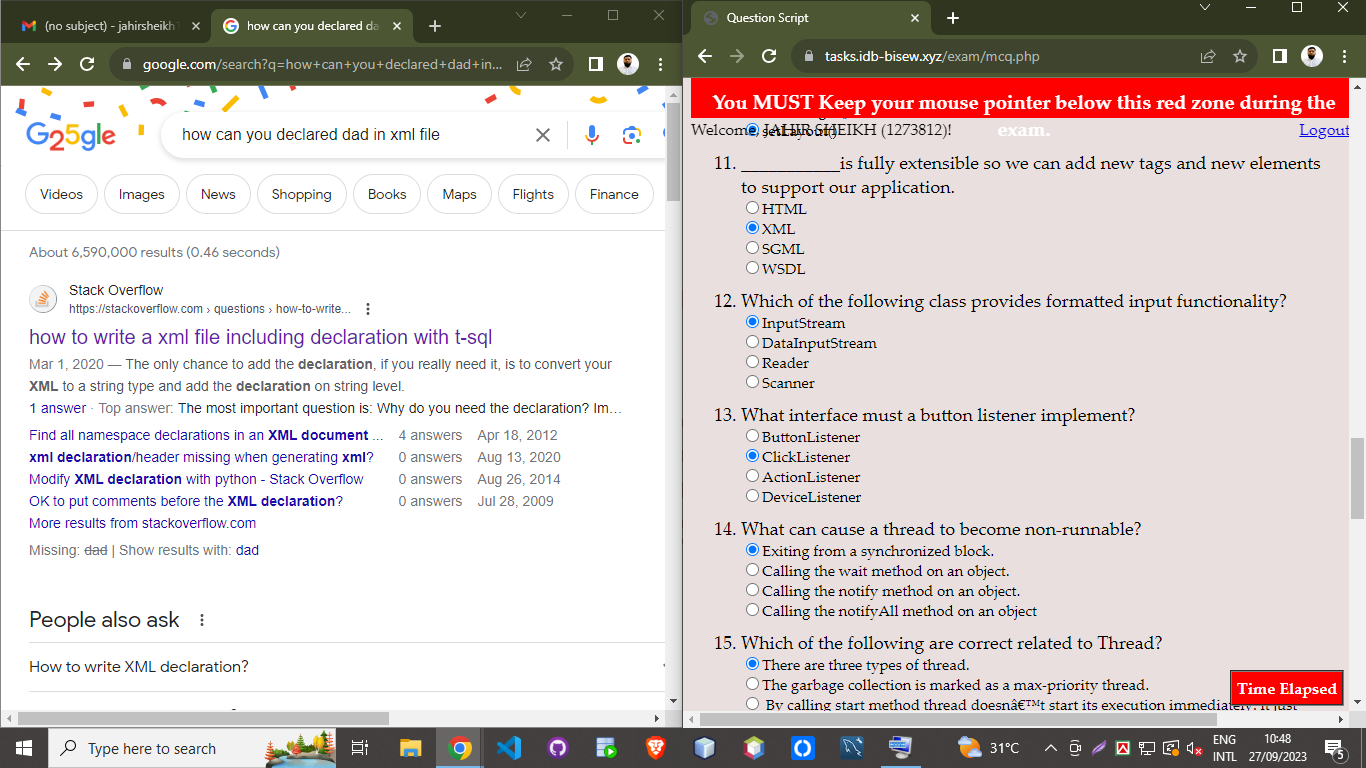 (no subject) - jahirsheikh
how can you declared da
google.com/search?q=how+can+you+declared+dad+in...
G25gle
how can you declared dad in xml file
Videos
Images
News
Shopping
Books
Maps
Flights
Finance
About 6,590,000 results (0.46 seconds)
Stack Overflow
https://stackoverflow.com › questions › how-to-write...
how to write a xml file including declaration with t-sql
Mar 1, 2020 — The only chance to add the declaration, if you really need it, is to convert your
XML to a string type and add the declaration on string level.
1 answer · Top answer: The most important question is: Why do you need the declaration? Im…
Find all namespace declarations in an XML document ... 4 answers Apr 18, 2012
xml declaration/header missing when generating xml? 0 answers Aug 13, 2020
Modify XML declaration with python - Stack Overflow 0 answers Aug 26, 2014
OK to put comments before the XML declaration? 0 answers Jul 28, 2009
More results from stackoverflow.com
Missing: dad | Show results with: dad
People also ask
How to write XML declaration?
Question Script
tasks.idb-bisew.xyz/exam/mcq.php
You MUST Keep your mouse pointer below this red zone during the
exam.
Welcome, JAHIR SHEIKH (1273812)!
setLayout()
Logout
11. ____________is fully extensible so we can add new tags and new elements
to support our application.
HTML
XML
SGML
WSDL
12. Which of the following class provides formatted input functionality?
InputStream
DataInputStream
Reader
Scanner
13. What interface must a button listener implement?
ButtonListener
ClickListener
ActionListener
DeviceListener
14. What can cause a thread to become non-runnable?
Exiting from a synchronized block.
Calling the wait method on an object.
Calling the notify method on an object.
Calling the notifyAll method on an object
15. Which of the following are correct related to Thread?
There are three types of thread.
The garbage collection is marked as a max-priority thread.
By calling start method thread doesnâ€™t start its execution immediately. It just
Time Elapsed
Type here to search
31°C
ENG
INTL
10:48
27/09/2023
5